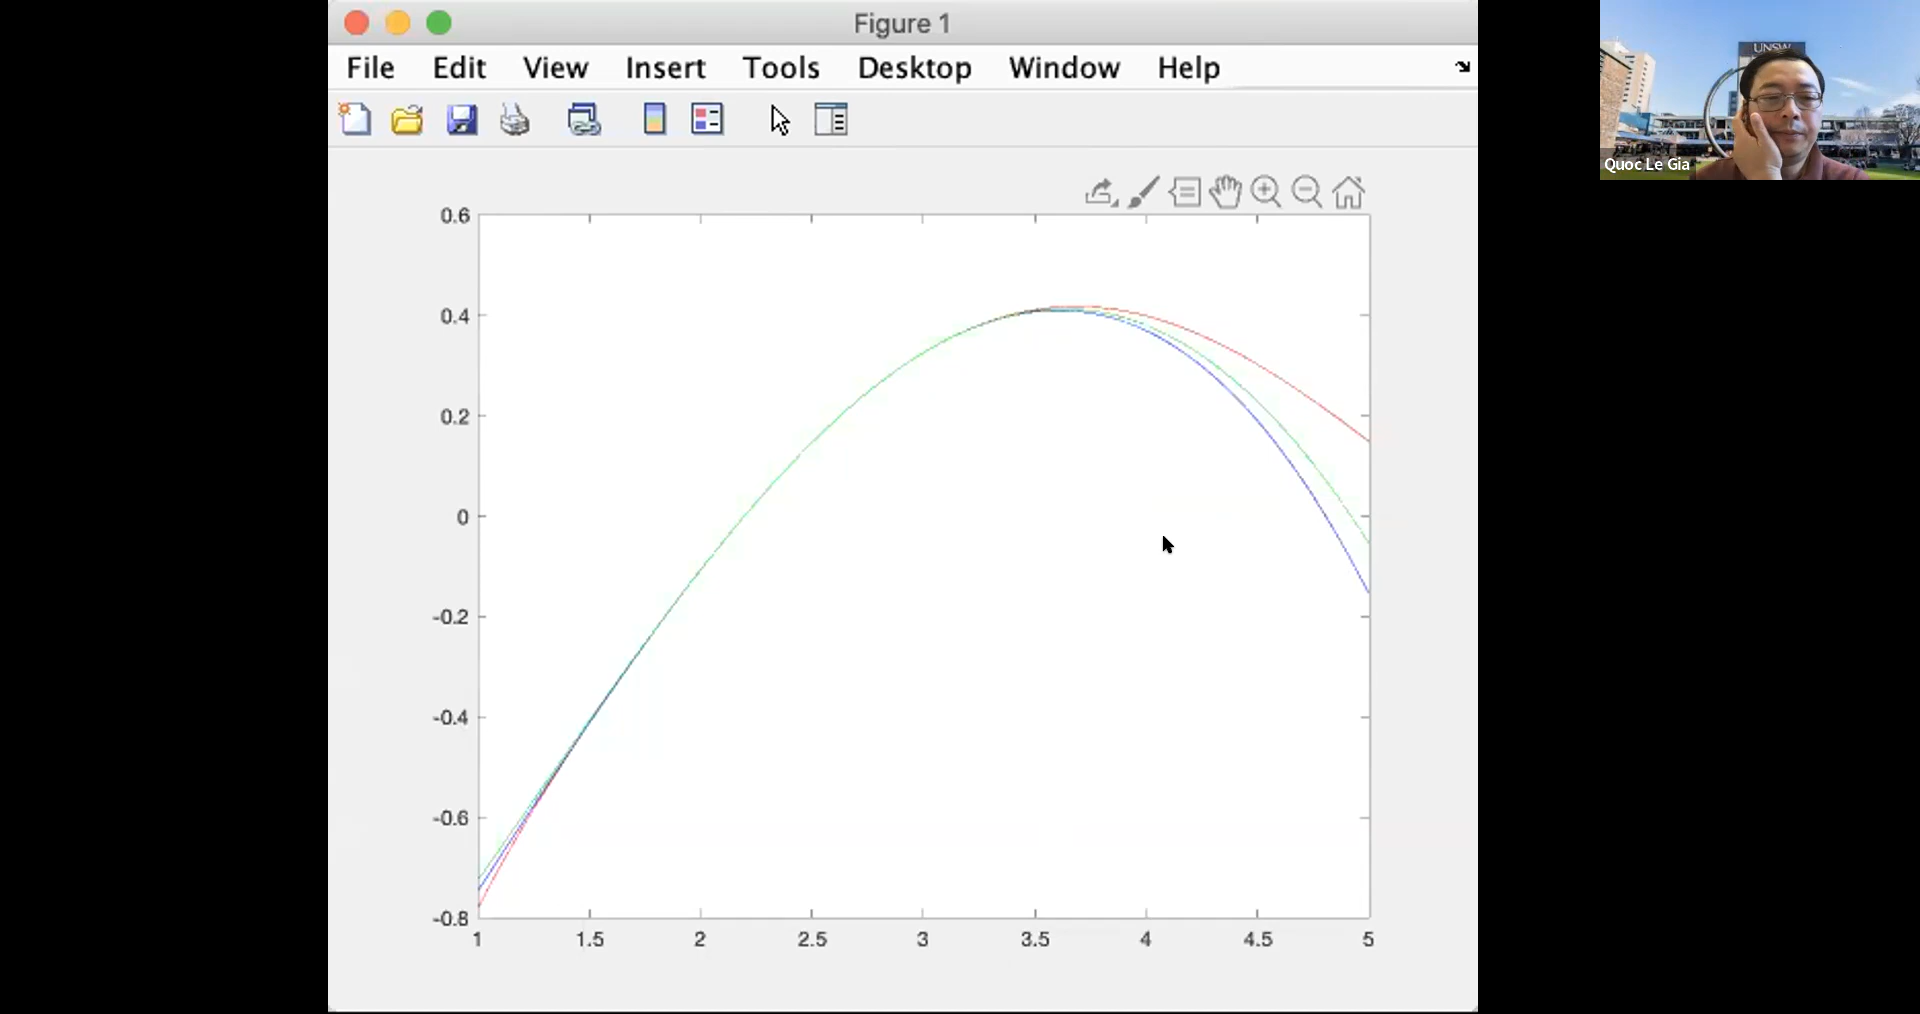 Figure 1
File Edit View Insert Tools Desktop Window Help
UNSW
Quoc Le Gia
0.6
0.4
0.2
0
-0.2
-0.4
-0.6
-0.8
1 1.5 2 2.5 3 3.5 4 4.5 5